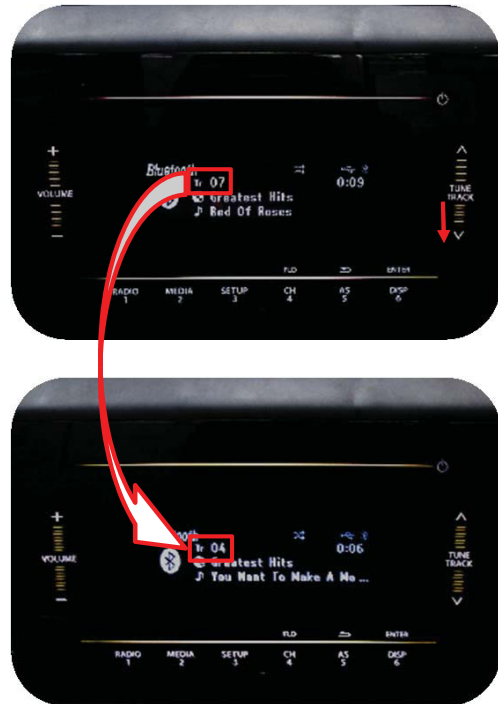 Bluetooth
Tr 07 0:09
VOLUME
Greatest Hits
TUNE
TRACK
Bed Of Roses
FLD ENTER
RADIO MEDIA SETUP CH AS DISP
1 2 3 4 5 6
Tr 04 0:06
VOLUME
Greatest Hits
TUNE
TRACK
You Want To Make A Me ...
FLD ENTER
RADIO MEDIA SETUP CH AS DISP
1 2 3 4 5 6